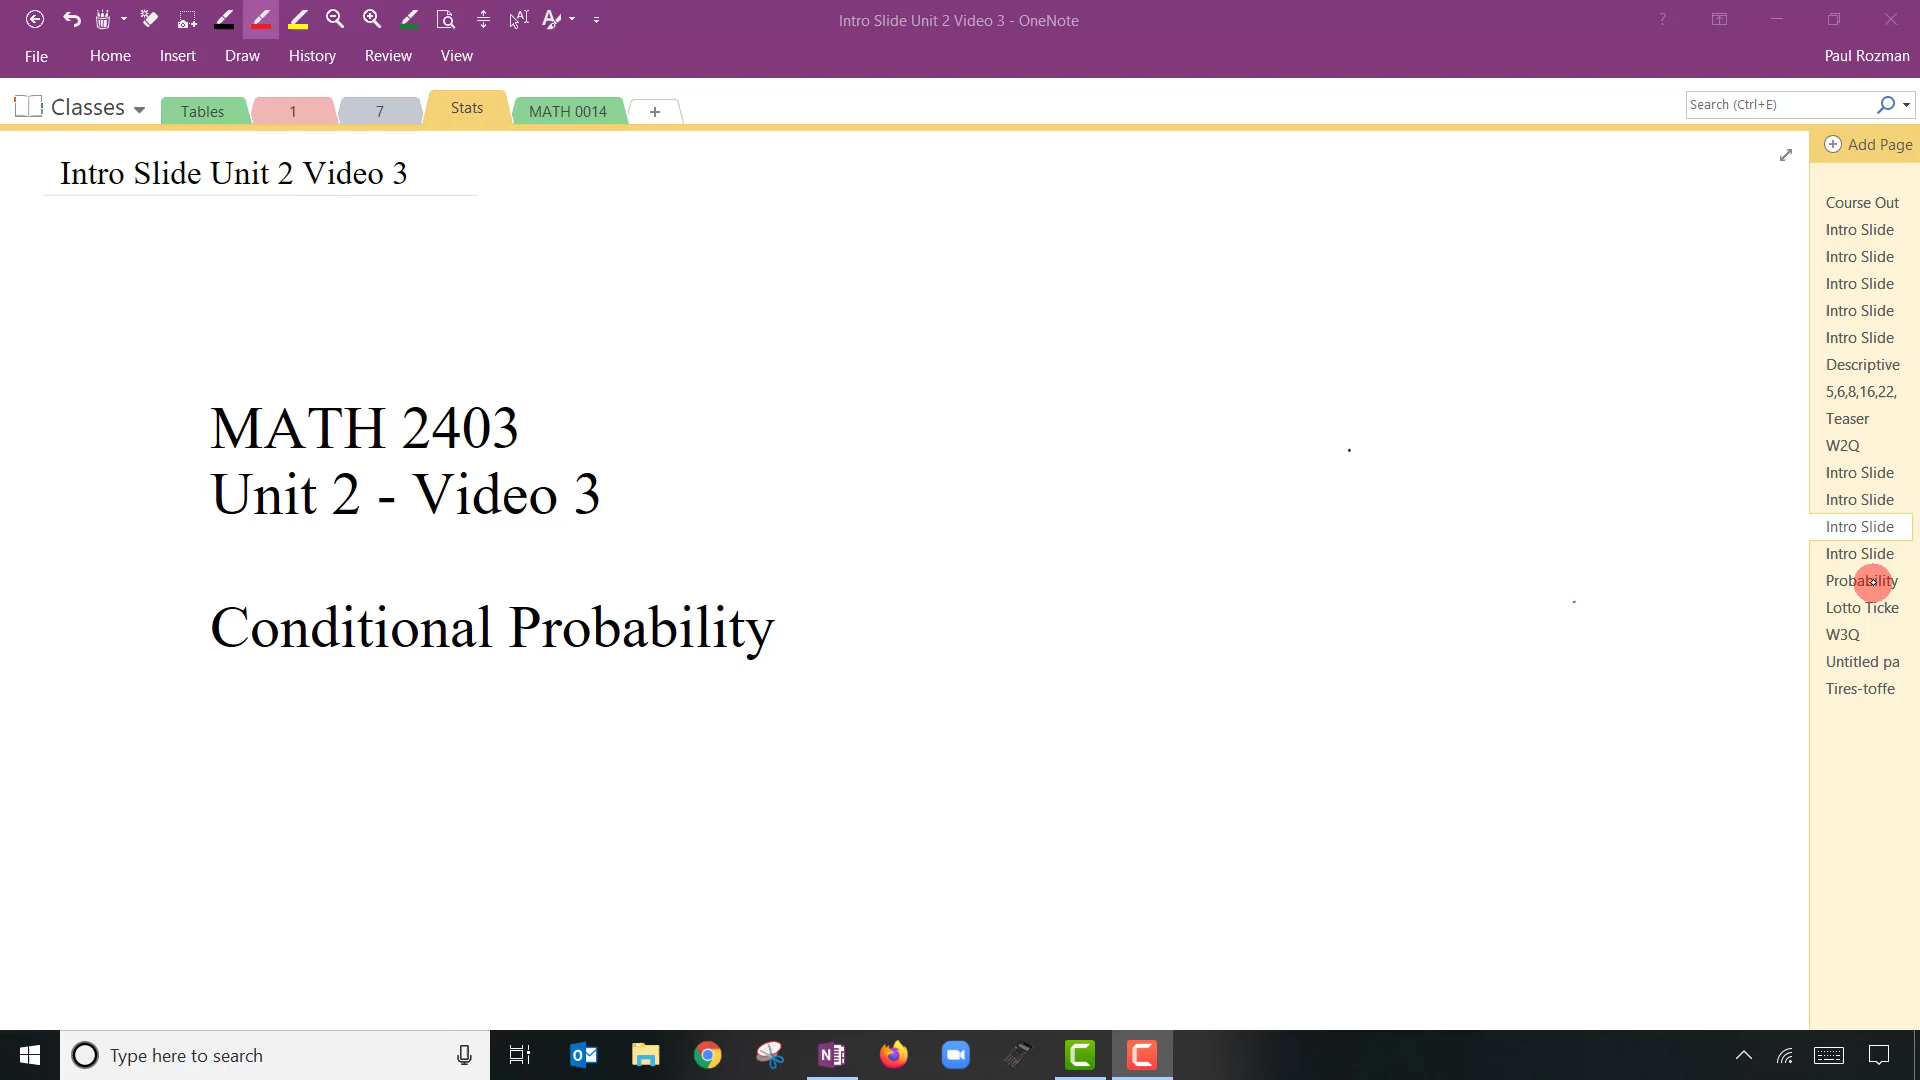 Intro Slide Unit 2 Video 3 - OneNote
File Home Insert Draw History Review View
Paul Rozman
Classes Tables 1 7 Stats MATH 0014
Search (Ctrl+E)
Add Page
Intro Slide Unit 2 Video 3
MATH 2403
Unit 2 - Video 3
Conditional Probability
Course Out
Intro Slide
Intro Slide
Intro Slide
Intro Slide
Intro Slide
Descriptive
5,6,8,16,22,
Teaser
W2Q
Intro Slide
Intro Slide
Intro Slide
Intro Slide
Probability
Lotto Ticke
W3Q
Untitled pa
Tires-toffe
Type here to search